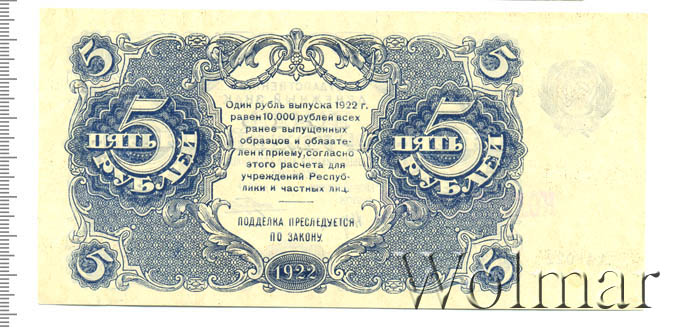 5 5
Один рубль выпуска 1922 г.
равен 10,000 рублей всех
ранее выпущенных
образцов и обязате-
лен к приему, согласно
этого расчета для
учреждений Респуб-
лики и частных лиц.
5 ПЯТЬ РУБЛЕЙ
5 ПЯТЬ РУБЛЕЙ
ПОДДЕЛКА ПРЕСЛЕДУЕТСЯ
ПО ЗАКОНУ.
5 1922 5
Wolmar